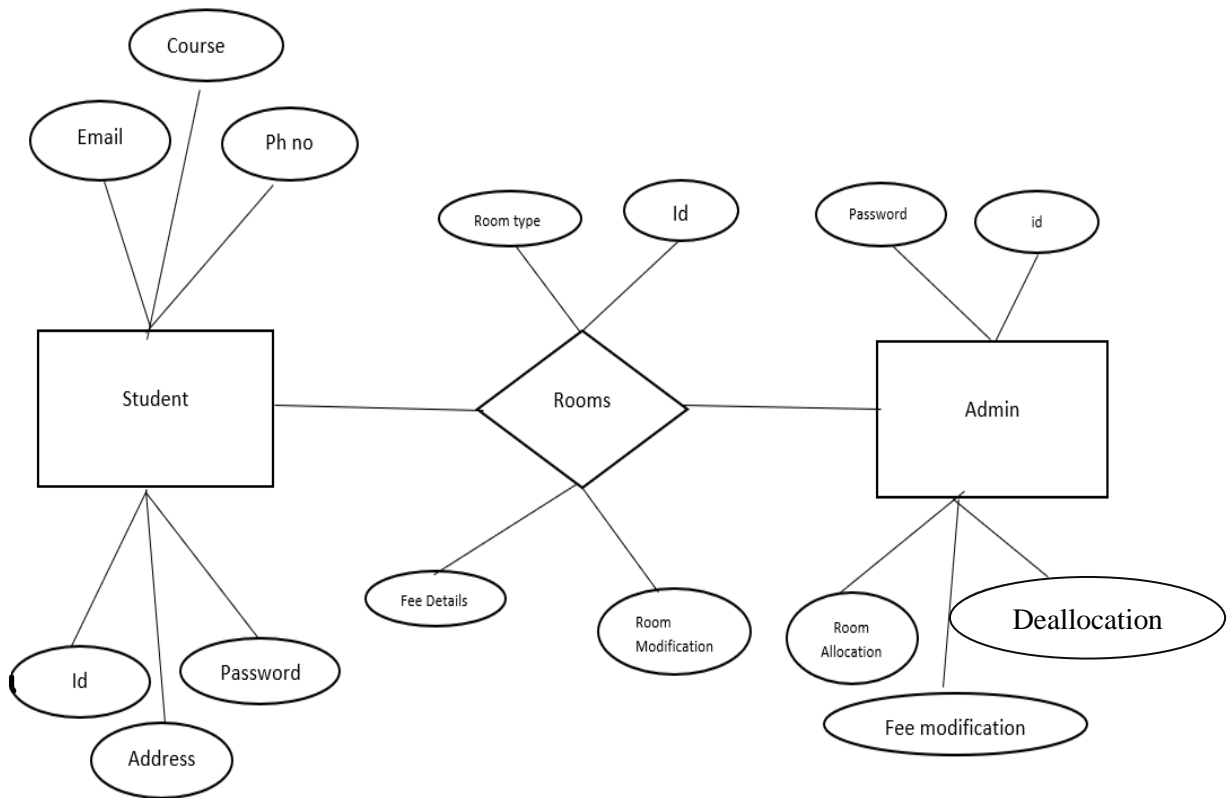 Course
Email
Ph no
Room type
Id
Password
id
Student
Rooms
Admin
Fee Details
Room
Modification
Room
Allocation
Deallocation
Id
Password
Address
Fee modification